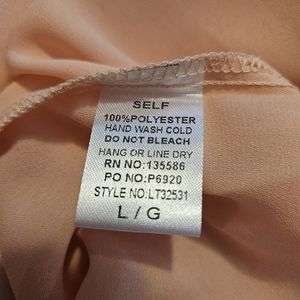 SELF
100%POLYESTER
HAND WASH COLD
DO NOT BLEACH
HANG OR LINE DRY
RN NO:135586
PO NO:P6920
STYLE NO:LT32531
L / G